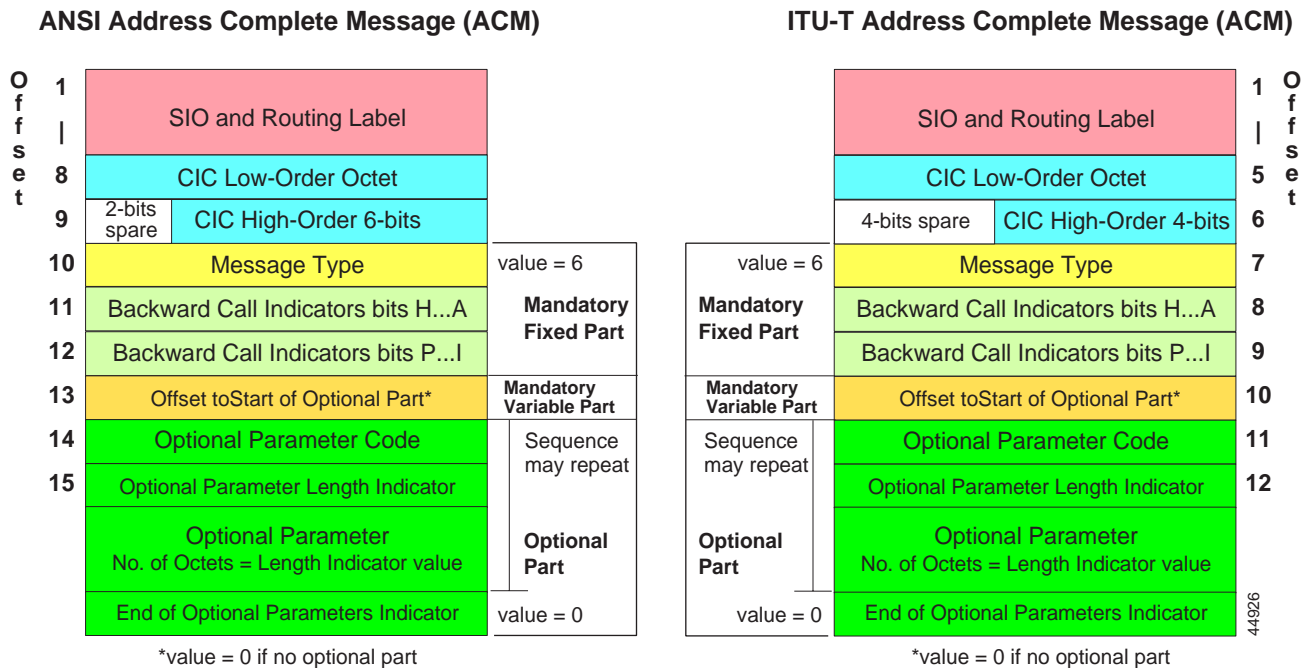 ANSI Address Complete Message (ACM)
Offset
1
|
SIO and Routing Label
8
CIC Low-Order Octet
9
2-bits
spare
CIC High-Order 6-bits
10
Message Type
value = 6
11
Backward Call Indicators bits H...A
Mandatory
Fixed Part
12
Backward Call Indicators bits P...I
13
Offset toStart of Optional Part*
Mandatory
Variable Part
14
Optional Parameter Code
Sequence
may repeat
15
Optional Parameter Length Indicator
Optional Parameter
No. of Octets = Length Indicator value
Optional
Part
End of Optional Parameters Indicator
value = 0
*value = 0 if no optional part
ITU-T Address Complete Message (ACM)
Offset
1
|
SIO and Routing Label
CIC Low-Order Octet
5
4-bits spare
CIC High-Order 4-bits
6
value = 6
Message Type
7
Mandatory
Fixed Part
Backward Call Indicators bits H...A
8
Backward Call Indicators bits P...I
9
Mandatory
Variable Part
Offset toStart of Optional Part*
10
Sequence
may repeat
Optional Parameter Code
11
Optional Parameter Length Indicator
12
Optional
Part
Optional Parameter
No. of Octets = Length Indicator value
value = 0
End of Optional Parameters Indicator
44926
*value = 0 if no optional part